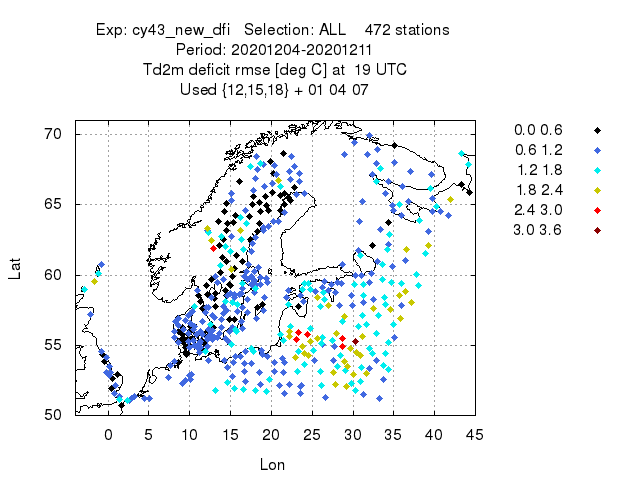 Exp: cy43_new_dfi   Selection: ALL    472 stations
Period: 20201204-20201211
Td2m deficit rmse [deg C] at  19 UTC
Used {12,15,18} + 01 04 07
0.0 0.6
0.6 1.2
1.2 1.8
1.8 2.4
2.4 3.0
3.0 3.6
70
65
60
55
50
Lat
0 5 10 15 20 25 30 35 40 45
Lon